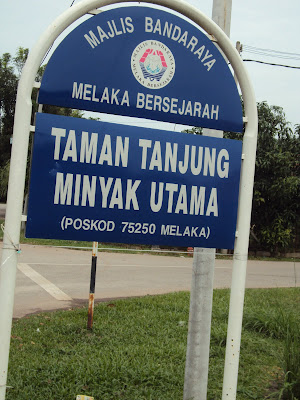 MAJLIS BANDARAYA
MELAKA BERSEJARAH
TAMAN TANJUNG
MINYAK UTAMA
(POSKOD 75250 MELAKA)